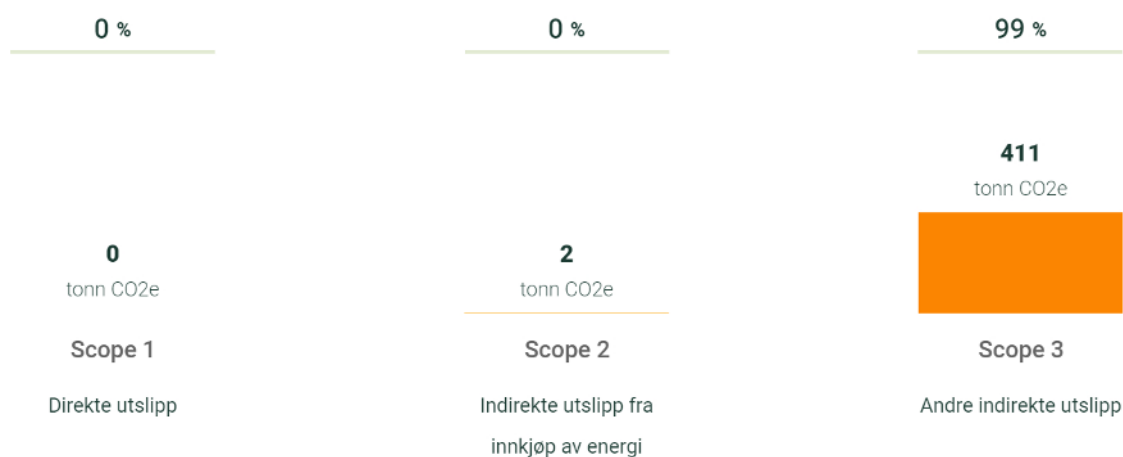 0 %
0 %
99 %
411
tonn CO2e
0
tonn CO2e
2
tonn CO2e
Scope 1
Scope 2
Scope 3
Direkte utslipp
Indirekte utslipp fra
innkjøp av energi
Andre indirekte utslipp